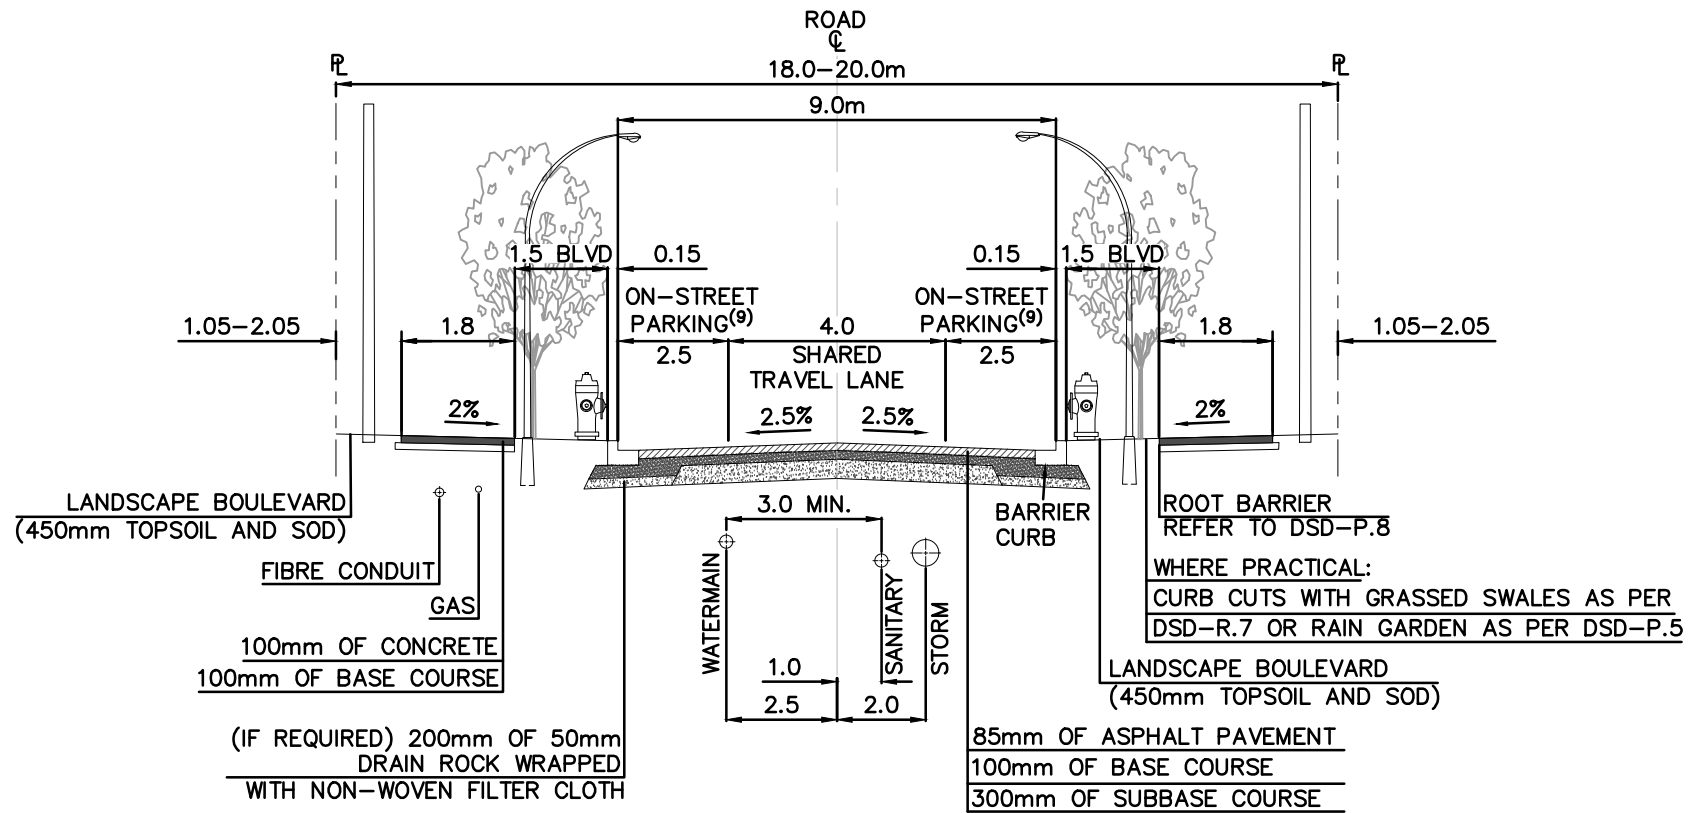 ROAD
℄
℄ 18.0–20.0m ℄
9.0m
1.5 BLVD 0.15 0.15 1.5 BLVD
ON–STREET PARKING(9)
ON–STREET PARKING(9)
1.05–2.05 1.8 4.0 1.8 1.05–2.05
2.5 SHARED 2.5
TRAVEL LANE
2% 2.5% 2.5% 2%
LANDSCAPE BOULEVARD
(450mm TOPSOIL AND SOD)
FIBRE CONDUIT
GAS
100mm OF CONCRETE
100mm OF BASE COURSE
(IF REQUIRED) 200mm OF 50mm
DRAIN ROCK WRAPPED
WITH NON–WOVEN FILTER CLOTH
3.0 MIN.
WATERMAIN
SANITARY
STORM
1.0
2.5 2.0
BARRIER
CURB
ROOT BARRIER
REFER TO DSD–P.8
WHERE PRACTICAL:
CURB CUTS WITH GRASSED SWALES AS PER
DSD–R.7 OR RAIN GARDEN AS PER DSD–P.5
LANDSCAPE BOULEVARD
(450mm TOPSOIL AND SOD)
85mm OF ASPHALT PAVEMENT
100mm OF BASE COURSE
300mm OF SUBBASE COURSE